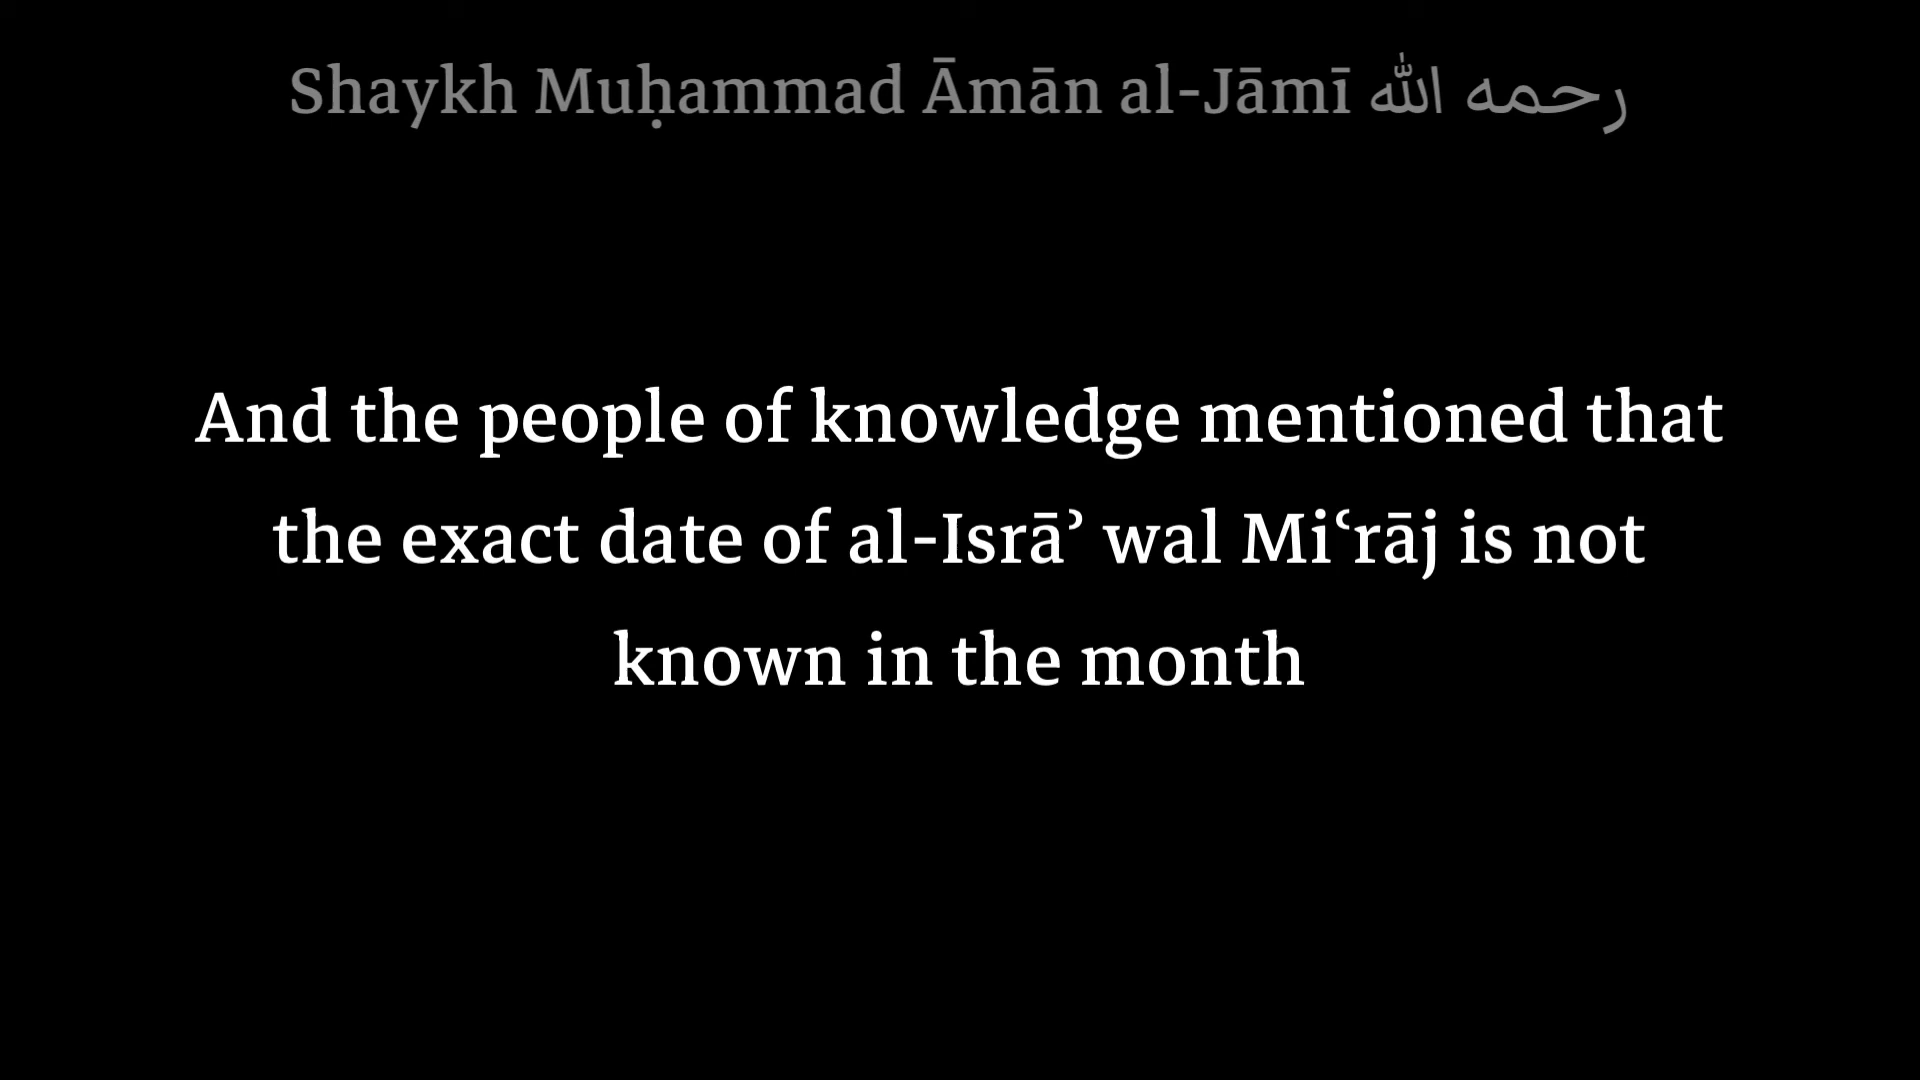 Shaykh Muḥammad Āmān al-Jāmī رحمه الله
And the people of knowledge mentioned that
the exact date of al-Isrāʾ wal Miʿrāj is not
known in the month